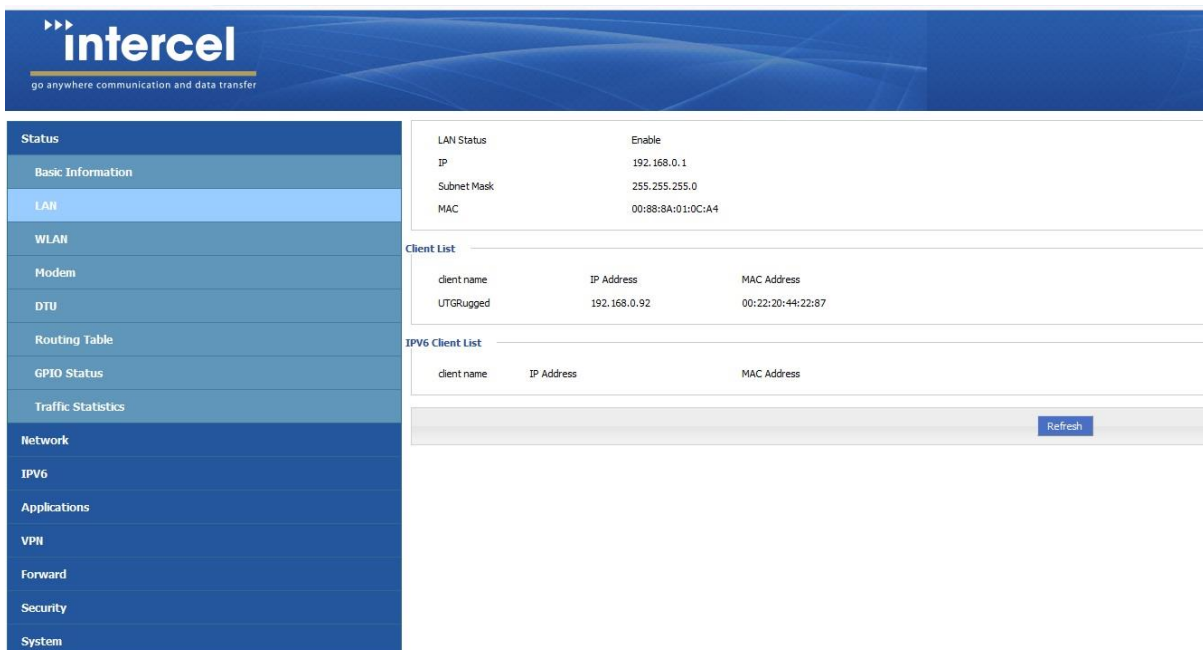 intercel
go anywhere communication and data transfer
Status
Basic Information
LAN
WLAN
Modem
DTU
Routing Table
GPIO Status
Traffic Statistics
Network
IPV6
Applications
VPN
Forward
Security
System
LAN Status Enable
IP 192.168.0.1
Subnet Mask 255.255.255.0
MAC 00:88:8A:01:0C:A4
Client List
client name IP Address MAC Address
UTGRugged 192.168.0.92 00:22:20:44:22:87
IPV6 Client List
client name IP Address MAC Address
Refresh